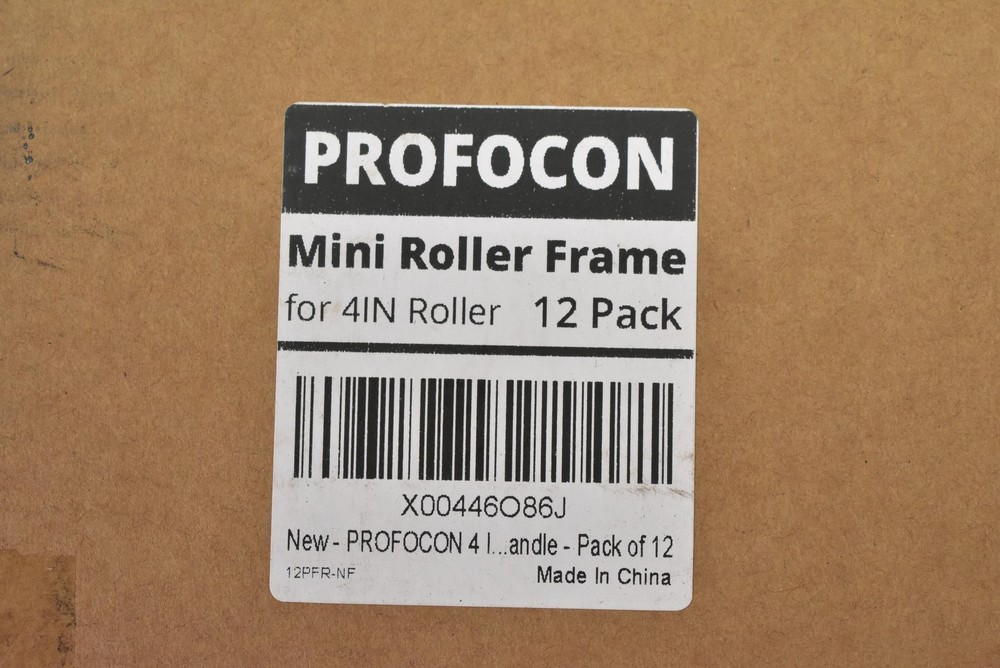 PROFOCON
Mini Roller Frame
for 4IN Roller 12 Pack
X00446O86J
New - PROFOCON 4 I...andle - Pack of 12
12PFR-NF Made In China